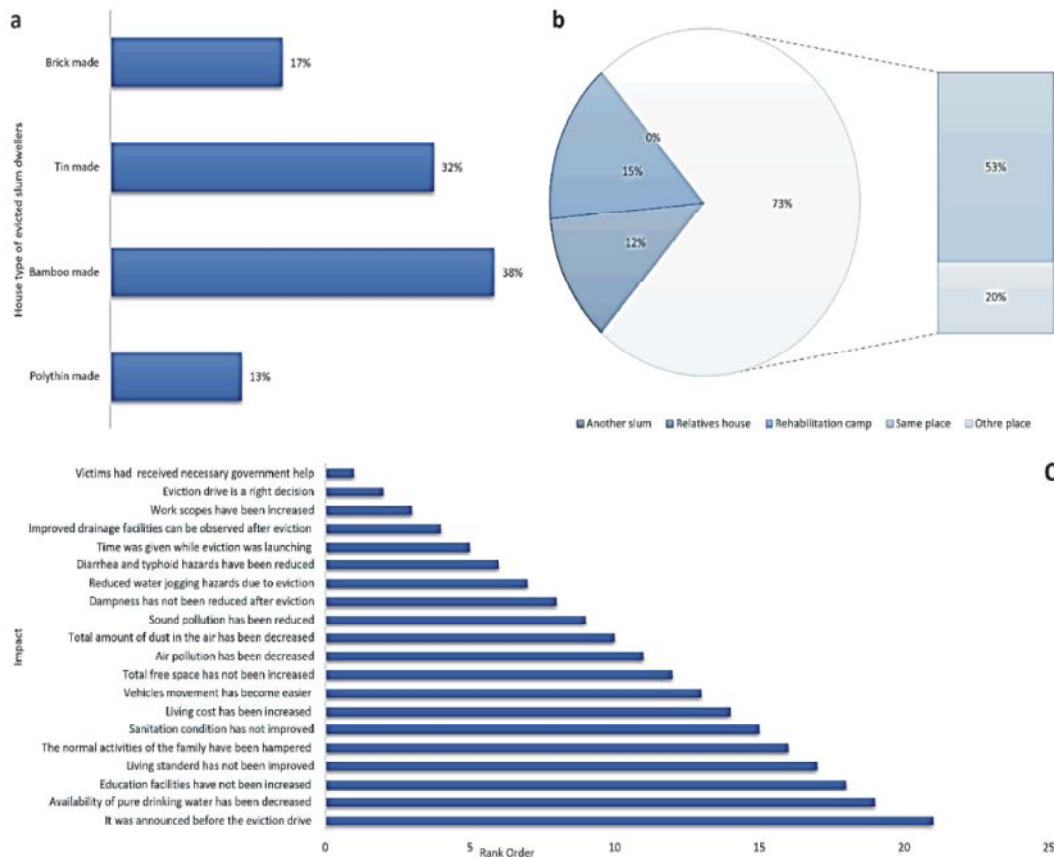 a
House type of evicted slum dwellers
Brick made
17%
Tin made
32%
Bamboo made
38%
Polythin made
13%
b
0%
15%
12%
73%
53%
20%
Another slum
Relatives house
Rehabilitation camp
Same place
Othre place
C
Impact
Victims had received necessary government help
Eviction drive is a right decision
Work scopes have been increased
Improved drainage facilities can be observed after eviction
Time was given while eviction was launching
Diarrhea and typhoid hazards have been reduced
Reduced water jogging hazards due to eviction
Dampness has not been reduced after eviction
Sound pollution has been reduced
Total amount of dust in the air has been decreased
Air pollution has been decreased
Total free space has not been increased
Vehicles movement has become easier
Living cost has been increased
Sanitation condition has not improved
The normal activities of the family have been hampered
Living standerd has not been improved
Education facilities have not been increased
Availability of pure drinking water has been decreased
It was announced before the eviction drive
0 5 10 15 20 25
Rank Order